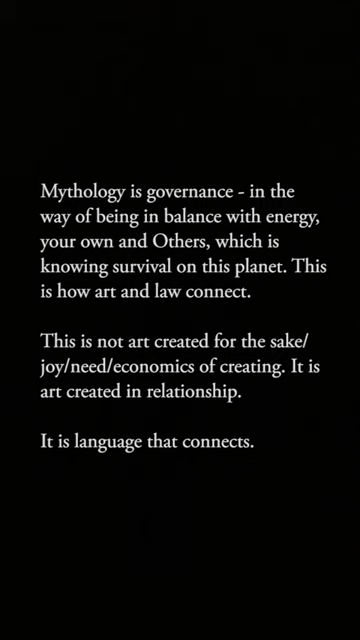 Mythology is governance - in the
way of being in balance with energy,
your own and Others, which is
knowing survival on this planet. This
is how art and law connect.
This is not art created for the sake/
joy/need/economics of creating. It is
art created in relationship.
It is language that connects.